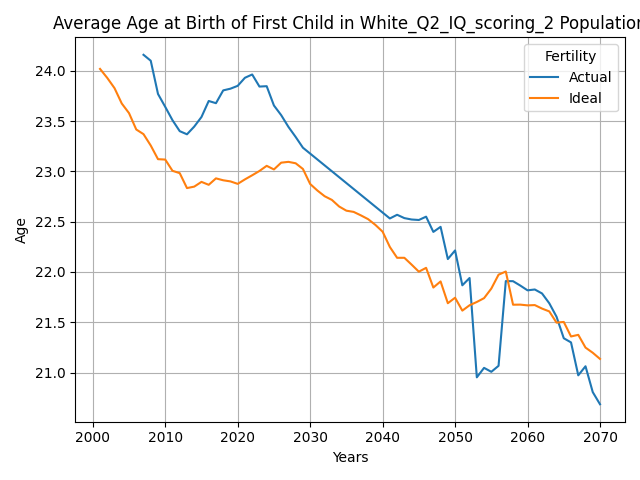 Average Age at Birth of First Child in White_Q2_IQ_scoring_2 Population
Fertility
Actual
Ideal
24.0
23.5
23.0
22.5
22.0
21.5
21.0
Age
2000 2010 2020 2030 2040 2050 2060 2070
Years